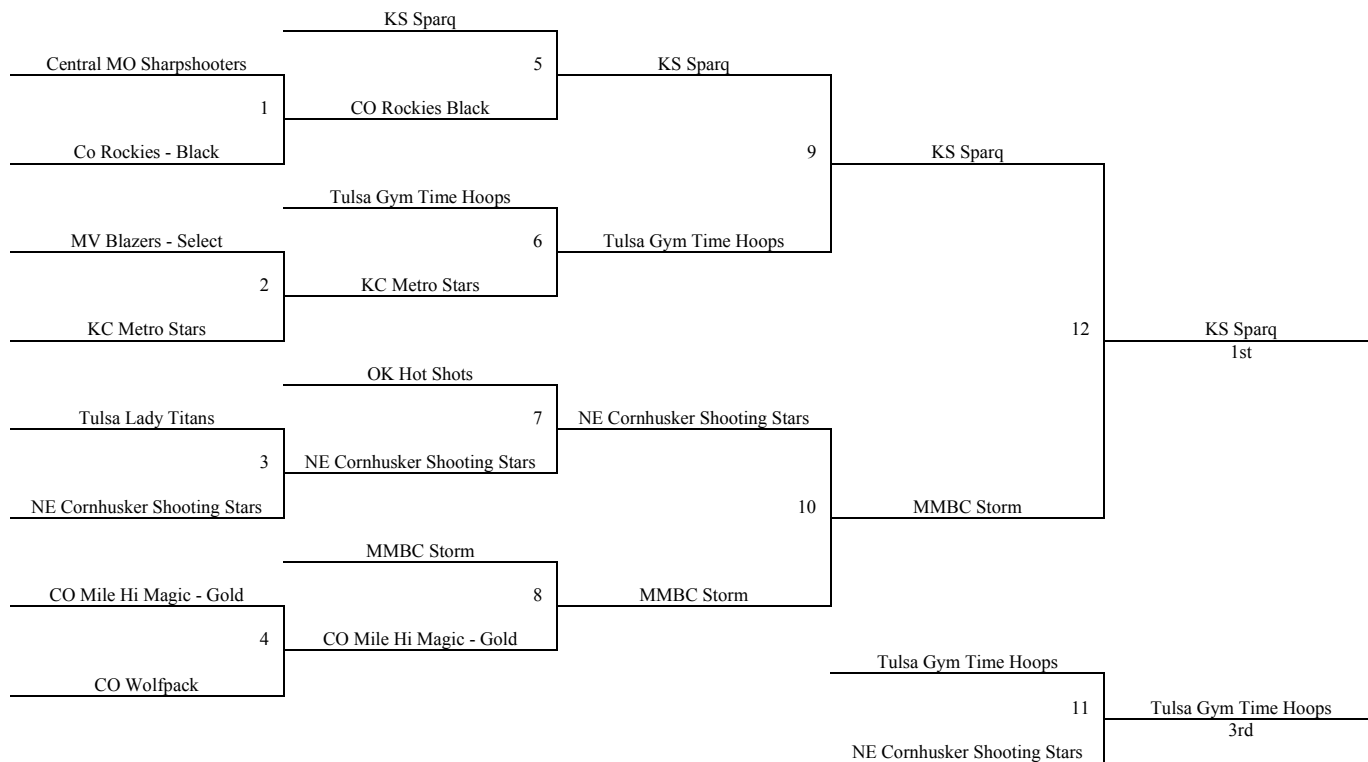 KS Sparq
Central MO Sharpshooters
5
KS Sparq
1
CO Rockies Black
Co Rockies - Black
9
KS Sparq
Tulsa Gym Time Hoops
MV Blazers - Select
6
Tulsa Gym Time Hoops
2
KC Metro Stars
KC Metro Stars
12
KS Sparq
1st
OK Hot Shots
Tulsa Lady Titans
7
NE Cornhusker Shooting Stars
3
NE Cornhusker Shooting Stars
NE Cornhusker Shooting Stars
10
MMBC Storm
MMBC Storm
CO Mile Hi Magic - Gold
8
MMBC Storm
4
CO Mile Hi Magic - Gold
CO Wolfpack
Tulsa Gym Time Hoops
11
Tulsa Gym Time Hoops
3rd
NE Cornhusker Shooting Stars